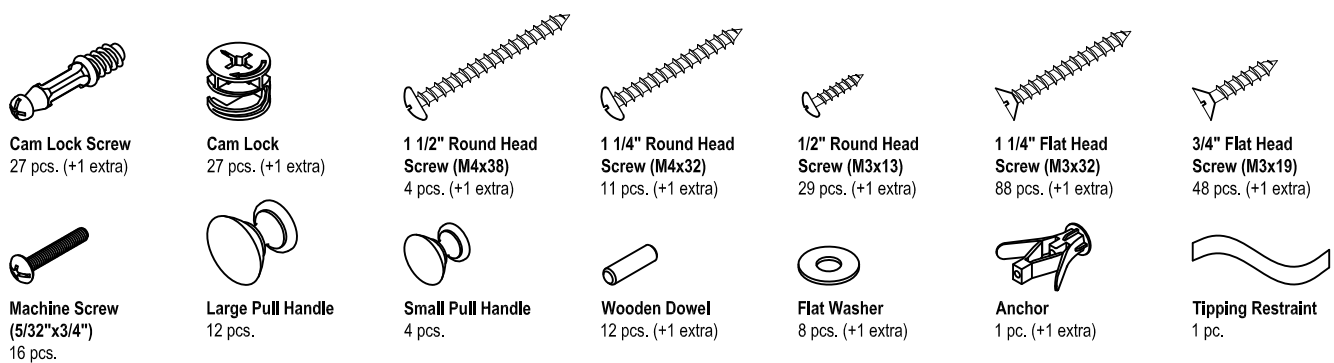 Cam Lock Screw
27 pcs. (+1 extra)
Cam Lock
27 pcs. (+1 extra)
1 1/2" Round Head
Screw (M4x38)
4 pcs. (+1 extra)
1 1/4" Round Head
Screw (M4x32)
11 pcs. (+1 extra)
1/2" Round Head
Screw (M3x13)
29 pcs. (+1 extra)
1 1/4" Flat Head
Screw (M3x32)
88 pcs. (+1 extra)
3/4" Flat Head
Screw (M3x19)
48 pcs. (+1 extra)
Machine Screw
(5/32"x3/4")
16 pcs.
Large Pull Handle
12 pcs.
Small Pull Handle
4 pcs.
Wooden Dowel
12 pcs. (+1 extra)
Flat Washer
8 pcs. (+1 extra)
Anchor
1 pc. (+1 extra)
Tipping Restraint
1 pc.